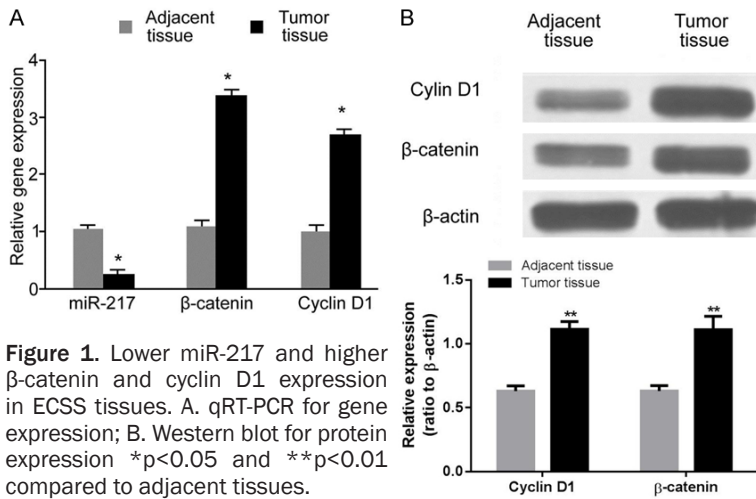 A
Adjacent tissue
Tumor tissue
Relative gene expression
4
3
2
1
0
*
*
*
miR-217
β-catenin
Cyclin D1
Figure 1. Lower miR-217 and higher
β-catenin and cyclin D1 expression
in ECSS tissues. A. qRT-PCR for gene
expression; B. Western blot for protein
expression *p<0.05 and **p<0.01
compared to adjacent tissues.
B
Adjacent tissue
Tumor tissue
Cylin D1
β-catenin
β-actin
Adjacent tissue
Tumor tissue
Relative expression
(ratio to β-actin)
1.5
1.0
0.5
0.0
**
**
Cyclin D1
β-catenin